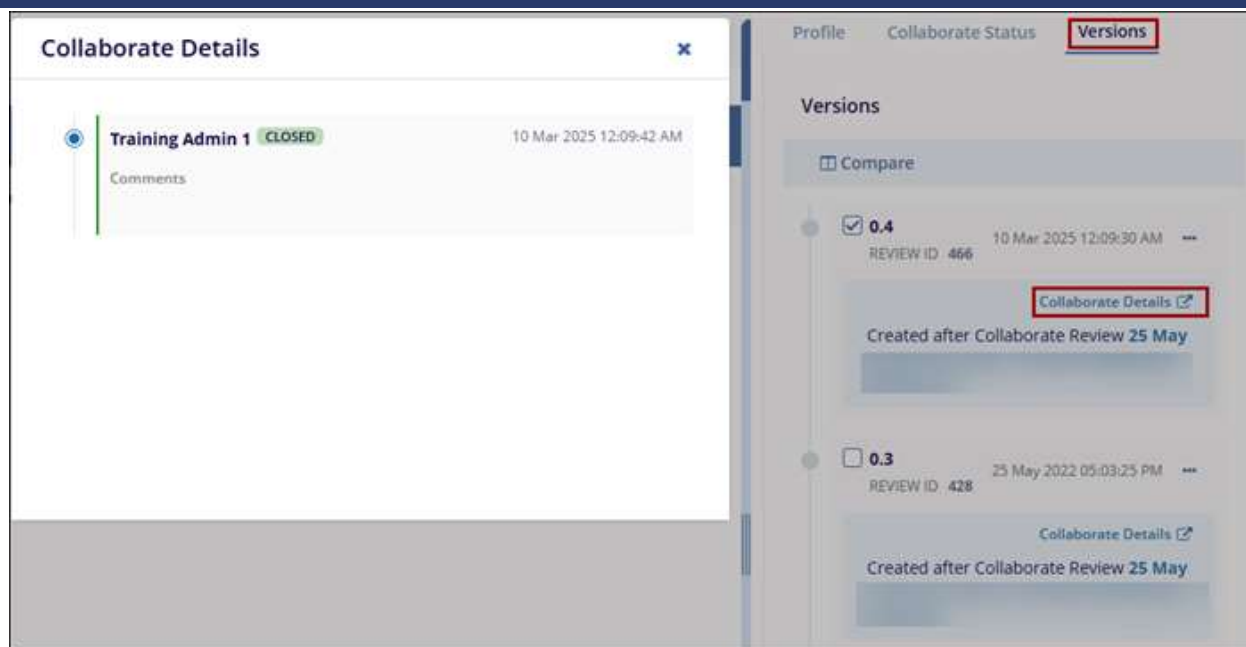 Collaborate Details
Training Admin 1 CLOSED 10 Mar 2025 12:09:42 AM
Comments
Profile Collaborate Status Versions
Versions
Compare
0.4 10 Mar 2025 12:09:30 AM
REVIEW ID 466
Collaborate Details
Created after Collaborate Review 25 May
0.3 25 May 2022 05:03:25 PM
REVIEW ID 428
Collaborate Details
Created after Collaborate Review 25 May